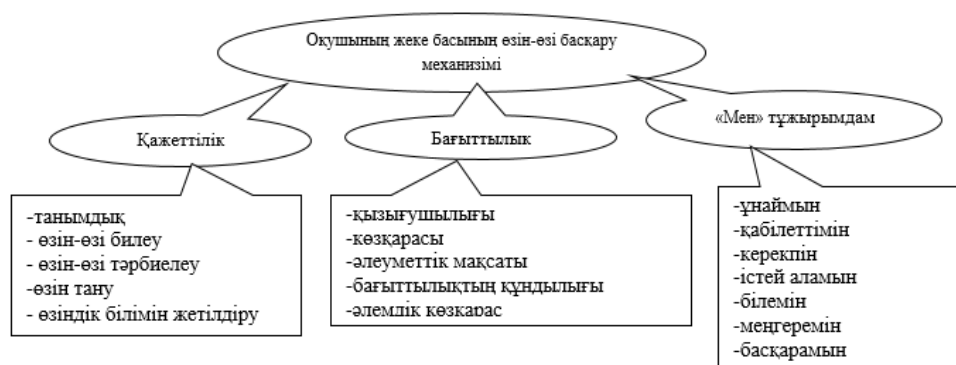 Оқушының жеке басының өзін-өзі басқару
механизімі
Қажеттілік
Бағыттылық
«Мен» тұжырымдам
-танымдық
- өзін-өзі билеу
- өзін-өзі тәрбиелеу
-өзін тану
- өзіндік білімін жетілдіру
-қызығушылығы
-көзқарасы
-әлеуметтік мақсаты
-бағыттылықтың құндылығы
-әлемдік көзқарас
-ұнаймын
-қабілеттімін
-керекпін
-істей аламын
-білемін
-меңгеремін
-басқарамын